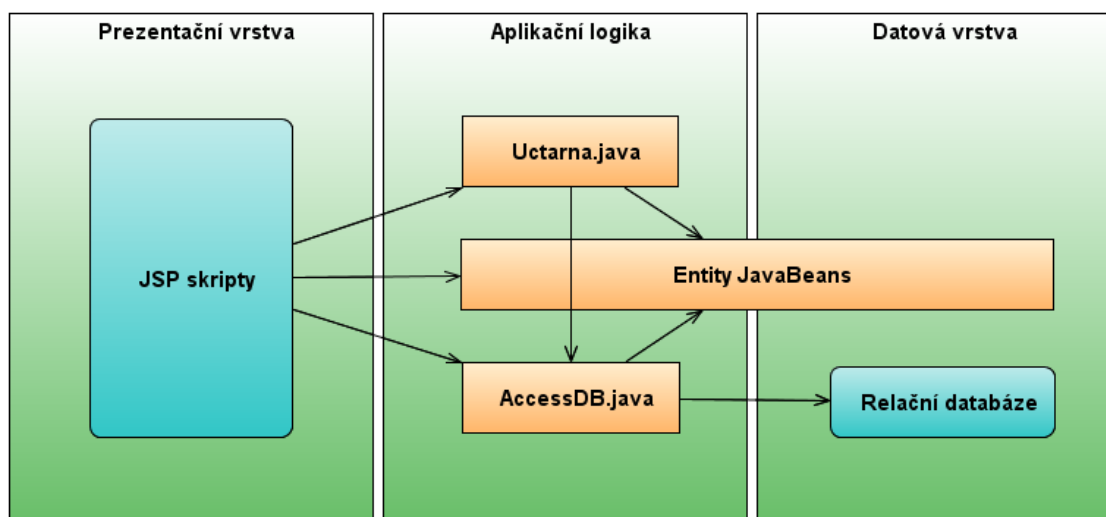 Prezentační vrstva
Aplikační logika
Datová vrstva
Uctarna.java
JSP skripty
Entity JavaBeans
AccessDB.java
Relační databáze